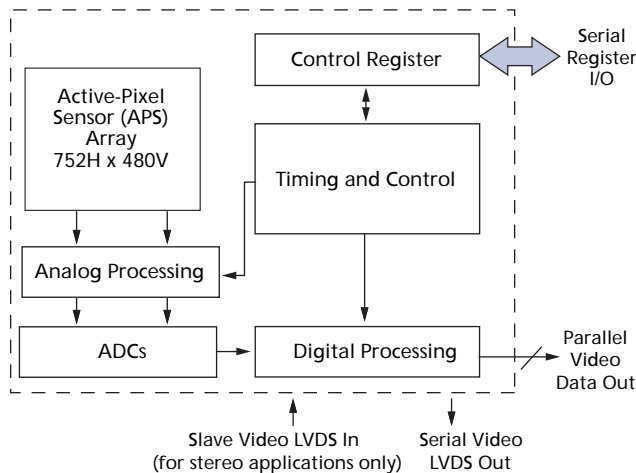 Control Register
Serial
Register
I/O
Active-Pixel
Sensor (APS)
Array
752H x 480V
Timing and Control
Analog Processing
ADCs
Digital Processing
Parallel
Video
Data Out
Slave Video LVDS In
(for stereo applications only)
Serial Video
LVDS Out